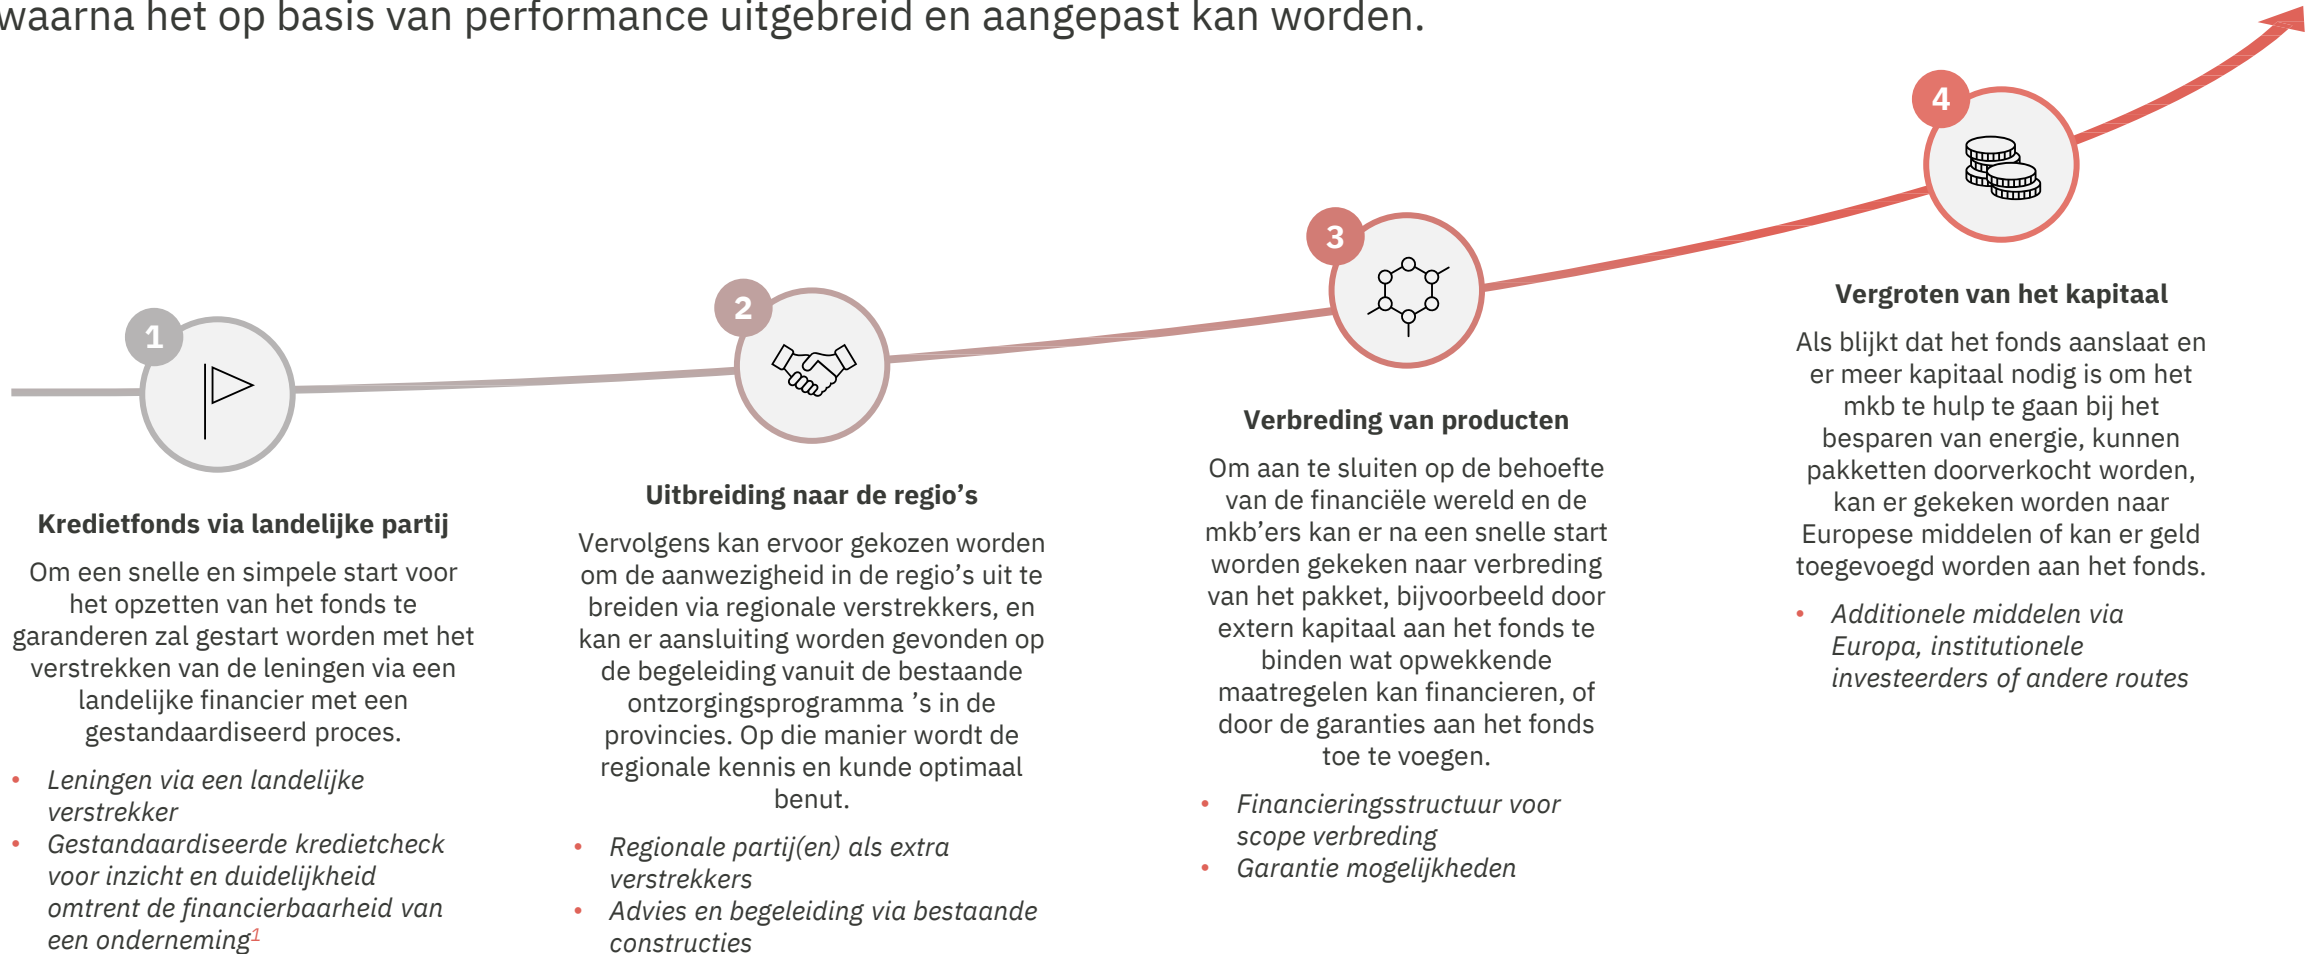 waarna het op basis van performance uitgebreid en aangepast kan worden.
1
Kredietfonds via landelijke partij
Om een snelle en simpele start voor
het opzetten van het fonds te
garanderen zal gestart worden met het
verstrekken van de leningen via een
landelijke financier met een
gestandaardiseerd proces.
• Leningen via een landelijke
verstrekker
• Gestandaardiseerde kredietcheck
voor inzicht en duidelijkheid
omtrent de financierbaarheid van
een onderneming1
2
Uitbreiding naar de regio’s
Vervolgens kan ervoor gekozen worden
om de aanwezigheid in de regio’s uit te
breiden via regionale verstrekkers, en
kan er aansluiting worden gevonden op
de begeleiding vanuit de bestaande
ontzorgingsprogramma ’s in de
provincies. Op die manier wordt de
regionale kennis en kunde optimaal
benut.
• Regionale partij(en) als extra
verstrekkers
• Advies en begeleiding via bestaande
constructies
3
Verbreding van producten
Om aan te sluiten op de behoefte
van de financiële wereld en de
mkb’ers kan er na een snelle start
worden gekeken naar verbreding
van het pakket, bijvoorbeeld door
extern kapitaal aan het fonds te
binden wat opwekkende
maatregelen kan financieren, of
door de garanties aan het fonds
toe te voegen.
• Financieringsstructuur voor
scope verbreding
• Garantie mogelijkheden
4
Vergroten van het kapitaal
Als blijkt dat het fonds aanslaat en
er meer kapitaal nodig is om het
mkb te hulp te gaan bij het
besparen van energie, kunnen
pakketten doorverkocht worden,
kan er gekeken worden naar
Europese middelen of kan er geld
toegevoegd worden aan het fonds.
• Additionele middelen via
Europa, institutionele
investeerders of andere routes